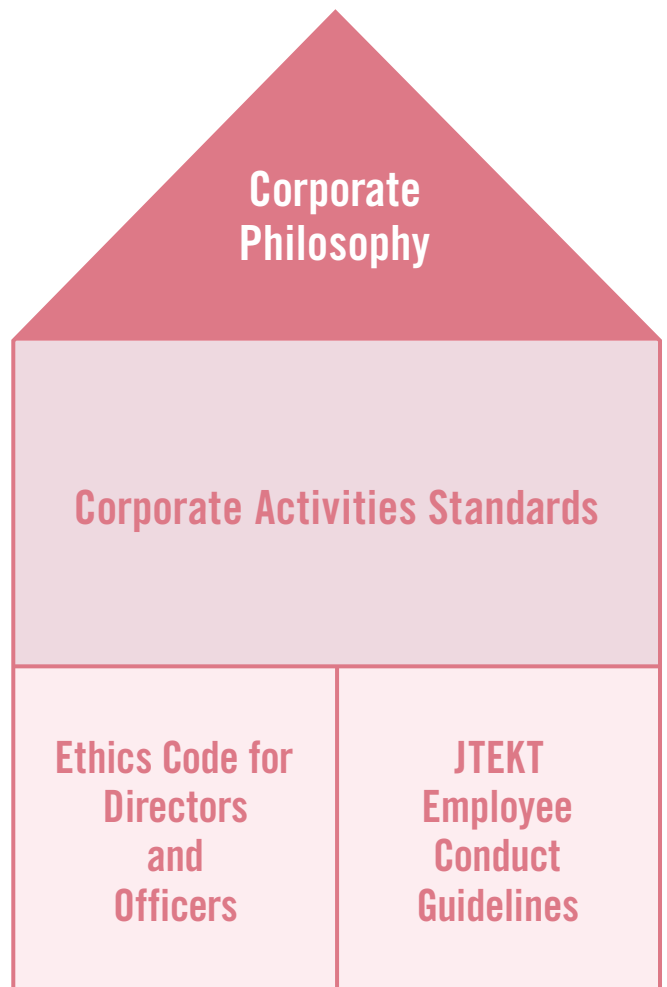 Corporate
Philosophy
Corporate Activities Standards
Ethics Code for
Directors
and
Officers
JTEKT
Employee
Conduct
Guidelines